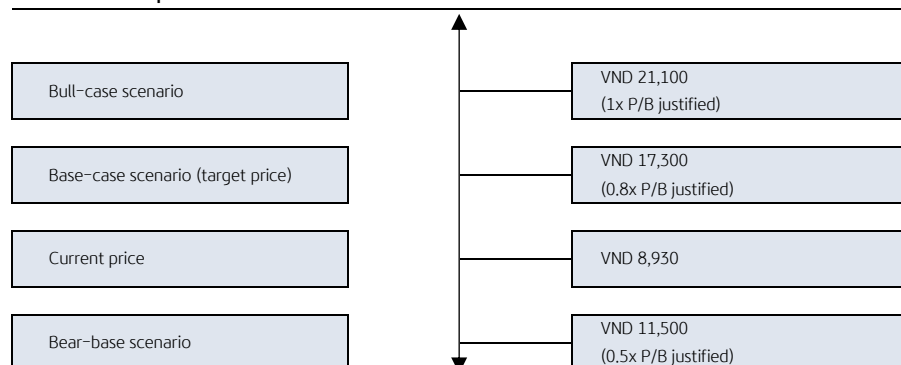 Bull-case scenario
VND 21,100
(1x P/B justified)
Base-case scenario (target price)
VND 17,300
(0.8x P/B justified)
Current price
VND 8,930
Bear-base scenario
VND 11,500
(0.5x P/B justified)